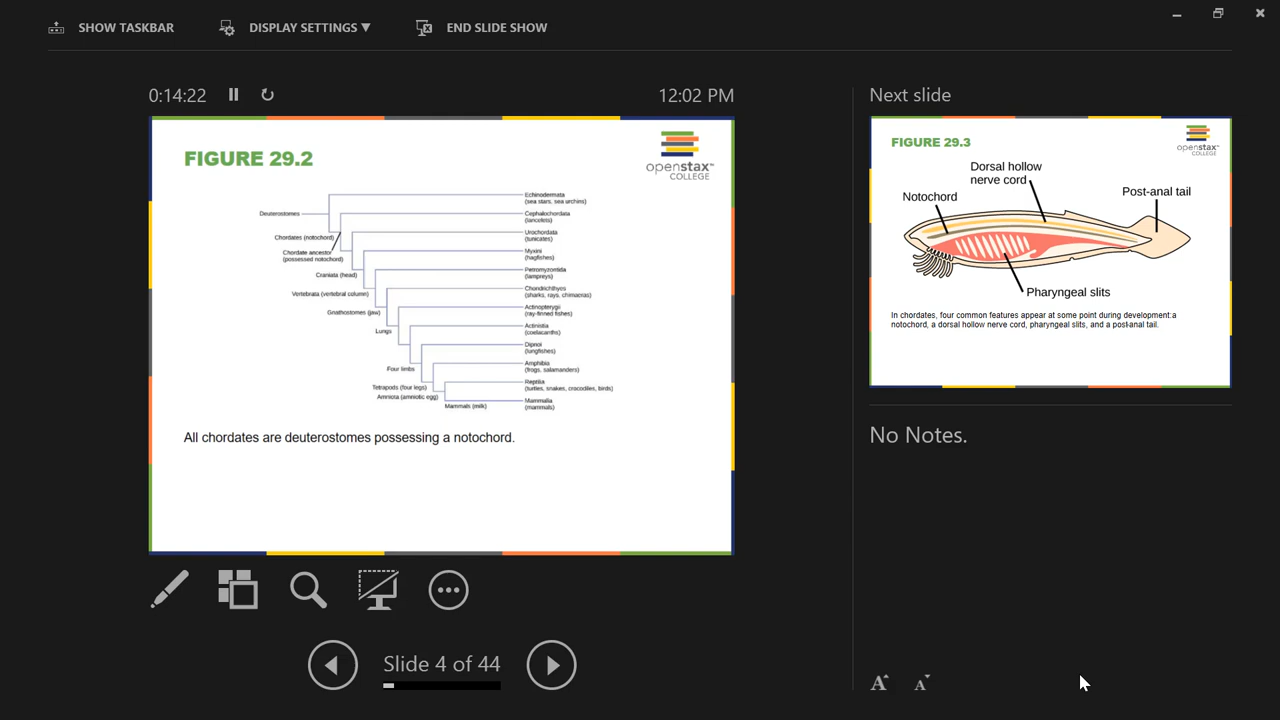 SHOW TASKBAR
DISPLAY SETTINGS ▼
END SLIDE SHOW
0:14:22
12:02 PM
FIGURE 29.2
openstax™
COLLEGE
Echinodermata
(sea stars, sea urchins)
Deuterostomes
Cephalochordata
(lancelets)
Chordates (notochord)
Urochordata
(tunicates)
Chordate ancestor
(possessed notochord)
Myxini
(hagfishes)
Craniata (head)
Petromyzontida
(lampreys)
Vertebrata (vertebral column)
Chondrichthyes
(sharks, rays, chimaeras)
Gnathostomes (jaw)
Actinopterygii
(ray-finned fishes)
Lungs
Actinistia
(coelacanths)
Dipnoi
(lungfishes)
Four limbs
Amphibia
(frogs, salamanders)
Tetrapods (four legs)
Reptilia
(turtles, snakes, crocodiles, birds)
Amniota (amniotic egg)
Mammals (milk)
Mammalia
(mammals)
All chordates are deuterostomes possessing a notochord.
Slide 4 of 44
Next slide
FIGURE 29.3
openstax™
COLLEGE
Dorsal hollow
nerve cord
Notochord
Post-anal tail
Pharyngeal slits
In chordates, four common features appear at some point during development:a
notochord, a dorsal hollow nerve cord, pharyngeal slits, and a post-anal tail.
No Notes.
A
A